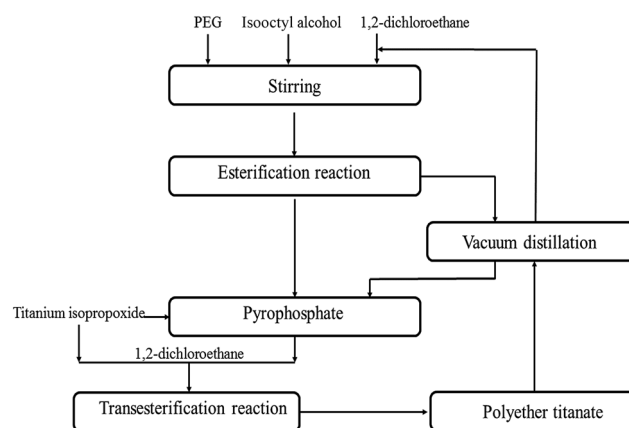 PEG Isooctyl alcohol 1,2-dichloroethane
Stirring
Esterification reaction
Vacuum distillation
Titanium isopropoxide
Pyrophosphate
1,2-dichloroethane
Transesterification reaction
Polyether titanate